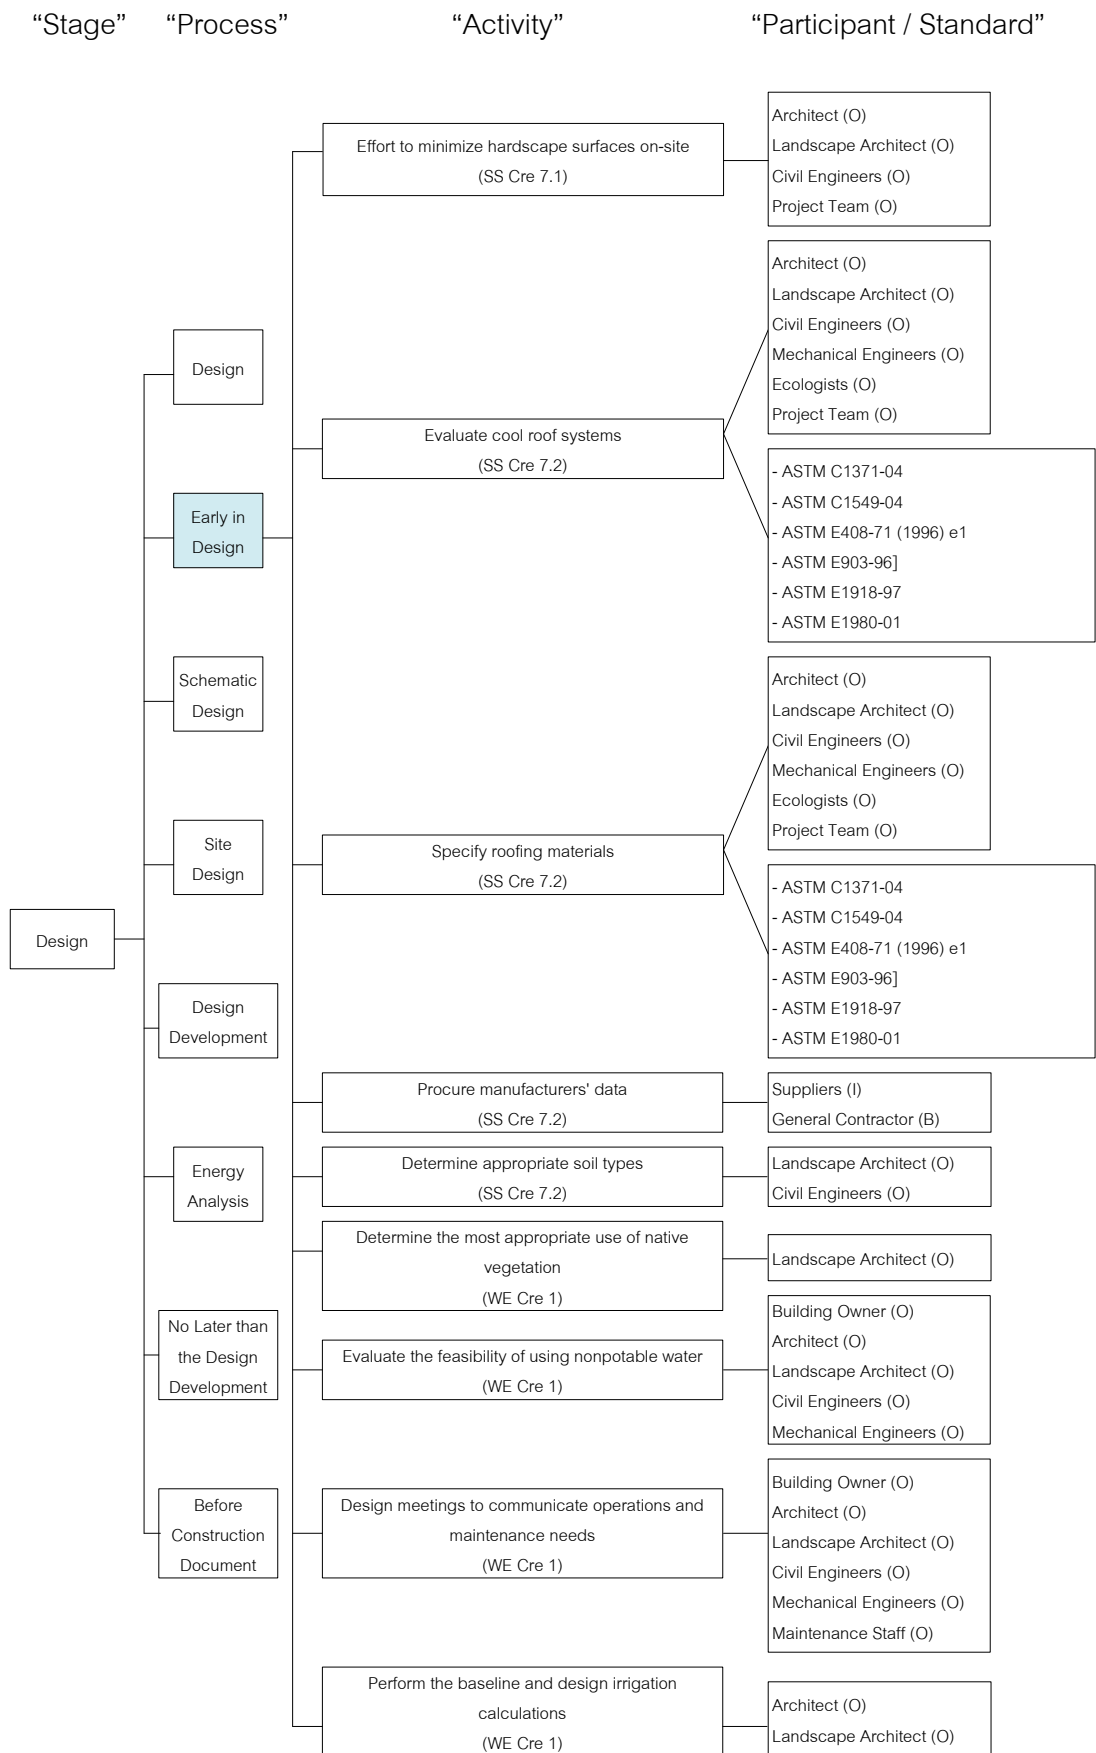 “Stage” “Process” “Activity” “Participant / Standard”
Design
Design
Early in
Design
Schematic
Design
Site
Design
Design
Development
Energy
Analysis
No Later than
the Design
Development
Before
Construction
Document
Effort to minimize hardscape surfaces on-site
(SS Cre 7.1)
Architect (O)
Landscape Architect (O)
Civil Engineers (O)
Project Team (O)
Evaluate cool roof systems
(SS Cre 7.2)
Architect (O)
Landscape Architect (O)
Civil Engineers (O)
Mechanical Engineers (O)
Ecologists (O)
Project Team (O)
- ASTM C1371-04
- ASTM C1549-04
- ASTM E408-71 (1996) e1
- ASTM E903-96]
- ASTM E1918-97
- ASTM E1980-01
Specify roofing materials
(SS Cre 7.2)
Architect (O)
Landscape Architect (O)
Civil Engineers (O)
Mechanical Engineers (O)
Ecologists (O)
Project Team (O)
- ASTM C1371-04
- ASTM C1549-04
- ASTM E408-71 (1996) e1
- ASTM E903-96]
- ASTM E1918-97
- ASTM E1980-01
Procure manufacturers' data
(SS Cre 7.2)
Suppliers (I)
General Contractor (B)
Determine appropriate soil types
(SS Cre 7.2)
Landscape Architect (O)
Civil Engineers (O)
Determine the most appropriate use of native
vegetation
(WE Cre 1)
Landscape Architect (O)
Evaluate the feasibility of using nonpotable water
(WE Cre 1)
Building Owner (O)
Architect (O)
Landscape Architect (O)
Civil Engineers (O)
Mechanical Engineers (O)
Design meetings to communicate operations and
maintenance needs
(WE Cre 1)
Building Owner (O)
Architect (O)
Landscape Architect (O)
Civil Engineers (O)
Mechanical Engineers (O)
Maintenance Staff (O)
Perform the baseline and design irrigation
calculations
(WE Cre 1)
Architect (O)
Landscape Architect (O)